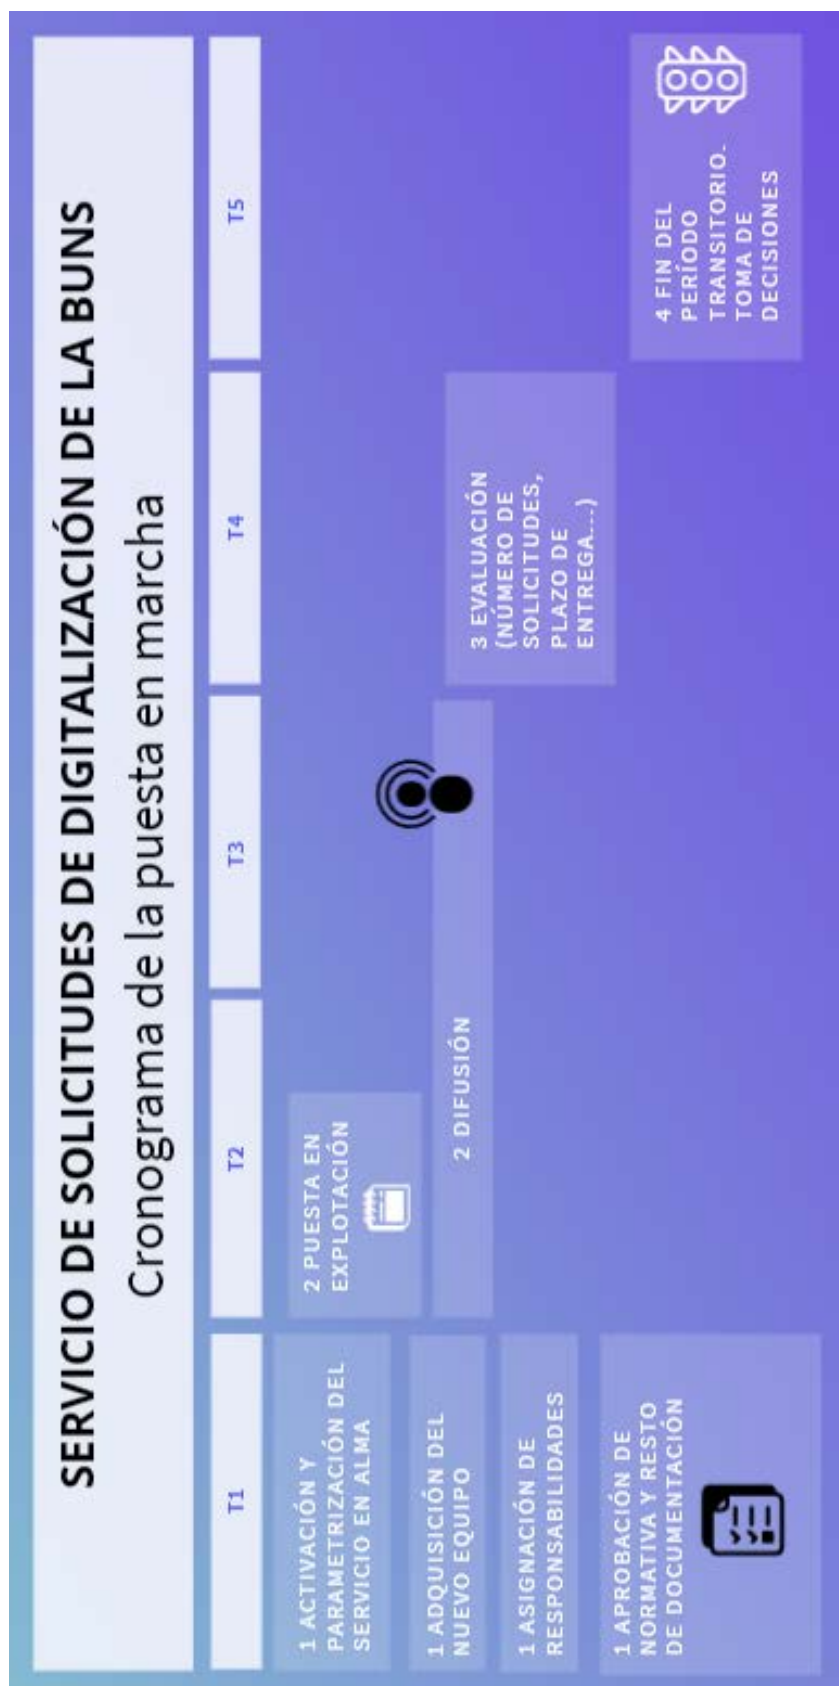 SERVICIO DE SOLICITUDES DE DIGITALIZACIÓN DE LA BUNS
Cronograma de la puesta en marcha
T1
T2
T3
T4
T5
1 ACTIVACIÓN Y
PARAMETRIZACIÓN DEL
SERVICIO EN ALMA
1 ADQUISICIÓN DEL
NUEVO EQUIPO
1 ASIGNACIÓN DE
RESPONSABILIDADES
1 APROBACIÓN DE
NORMATIVA Y RESTO
DE DOCUMENTACIÓN
2 PUESTA EN
EXPLOTACIÓN
2 DIFUSIÓN
3 EVALUACIÓN
(NÚMERO DE
SOLICITUDES,
PLAZO DE
ENTREGA...)
4 FIN DEL
PERÍODO
TRANSITORIO.
TOMA DE
DECISIONES